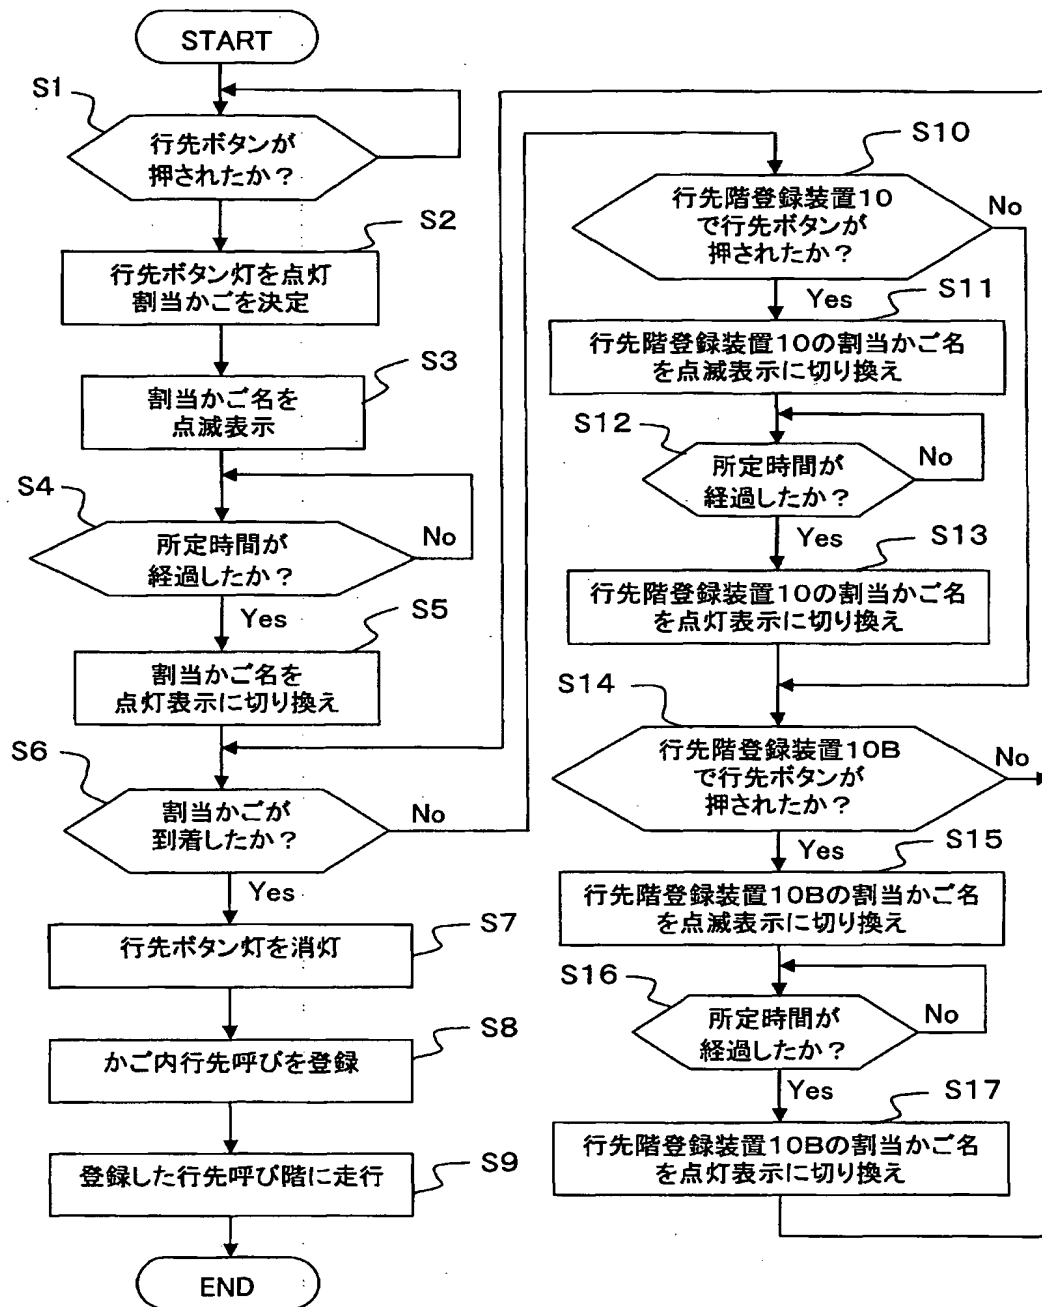 START
S1
行先ボタンが
押されたか？
S2
行先ボタン灯を点灯
割当かごを決定
S3
割当かご名を
点滅表示
S4
所定時間が
経過したか？
No
Yes
S5
割当かご名を
点灯表示に切り換え
S6
割当かごが
到着したか？
No
Yes
S7
行先ボタン灯を消灯
S8
かご内行先呼びを登録
S9
登録した行先呼び階に走行
END
S10
行先階登録装置10
で行先ボタンが
押されたか？
No
Yes
S11
行先階登録装置10の割当かご名
を点滅表示に切り換え
S12
所定時間が
経過したか？
No
Yes
S13
行先階登録装置10の割当かご名
を点灯表示に切り換え
S14
行先階登録装置10B
で行先ボタンが
押されたか？
No
Yes
S15
行先階登録装置10Bの割当かご名
を点滅表示に切り換え
S16
所定時間が
経過したか？
No
Yes
S17
行先階登録装置10Bの割当かご名
を点灯表示に切り換え